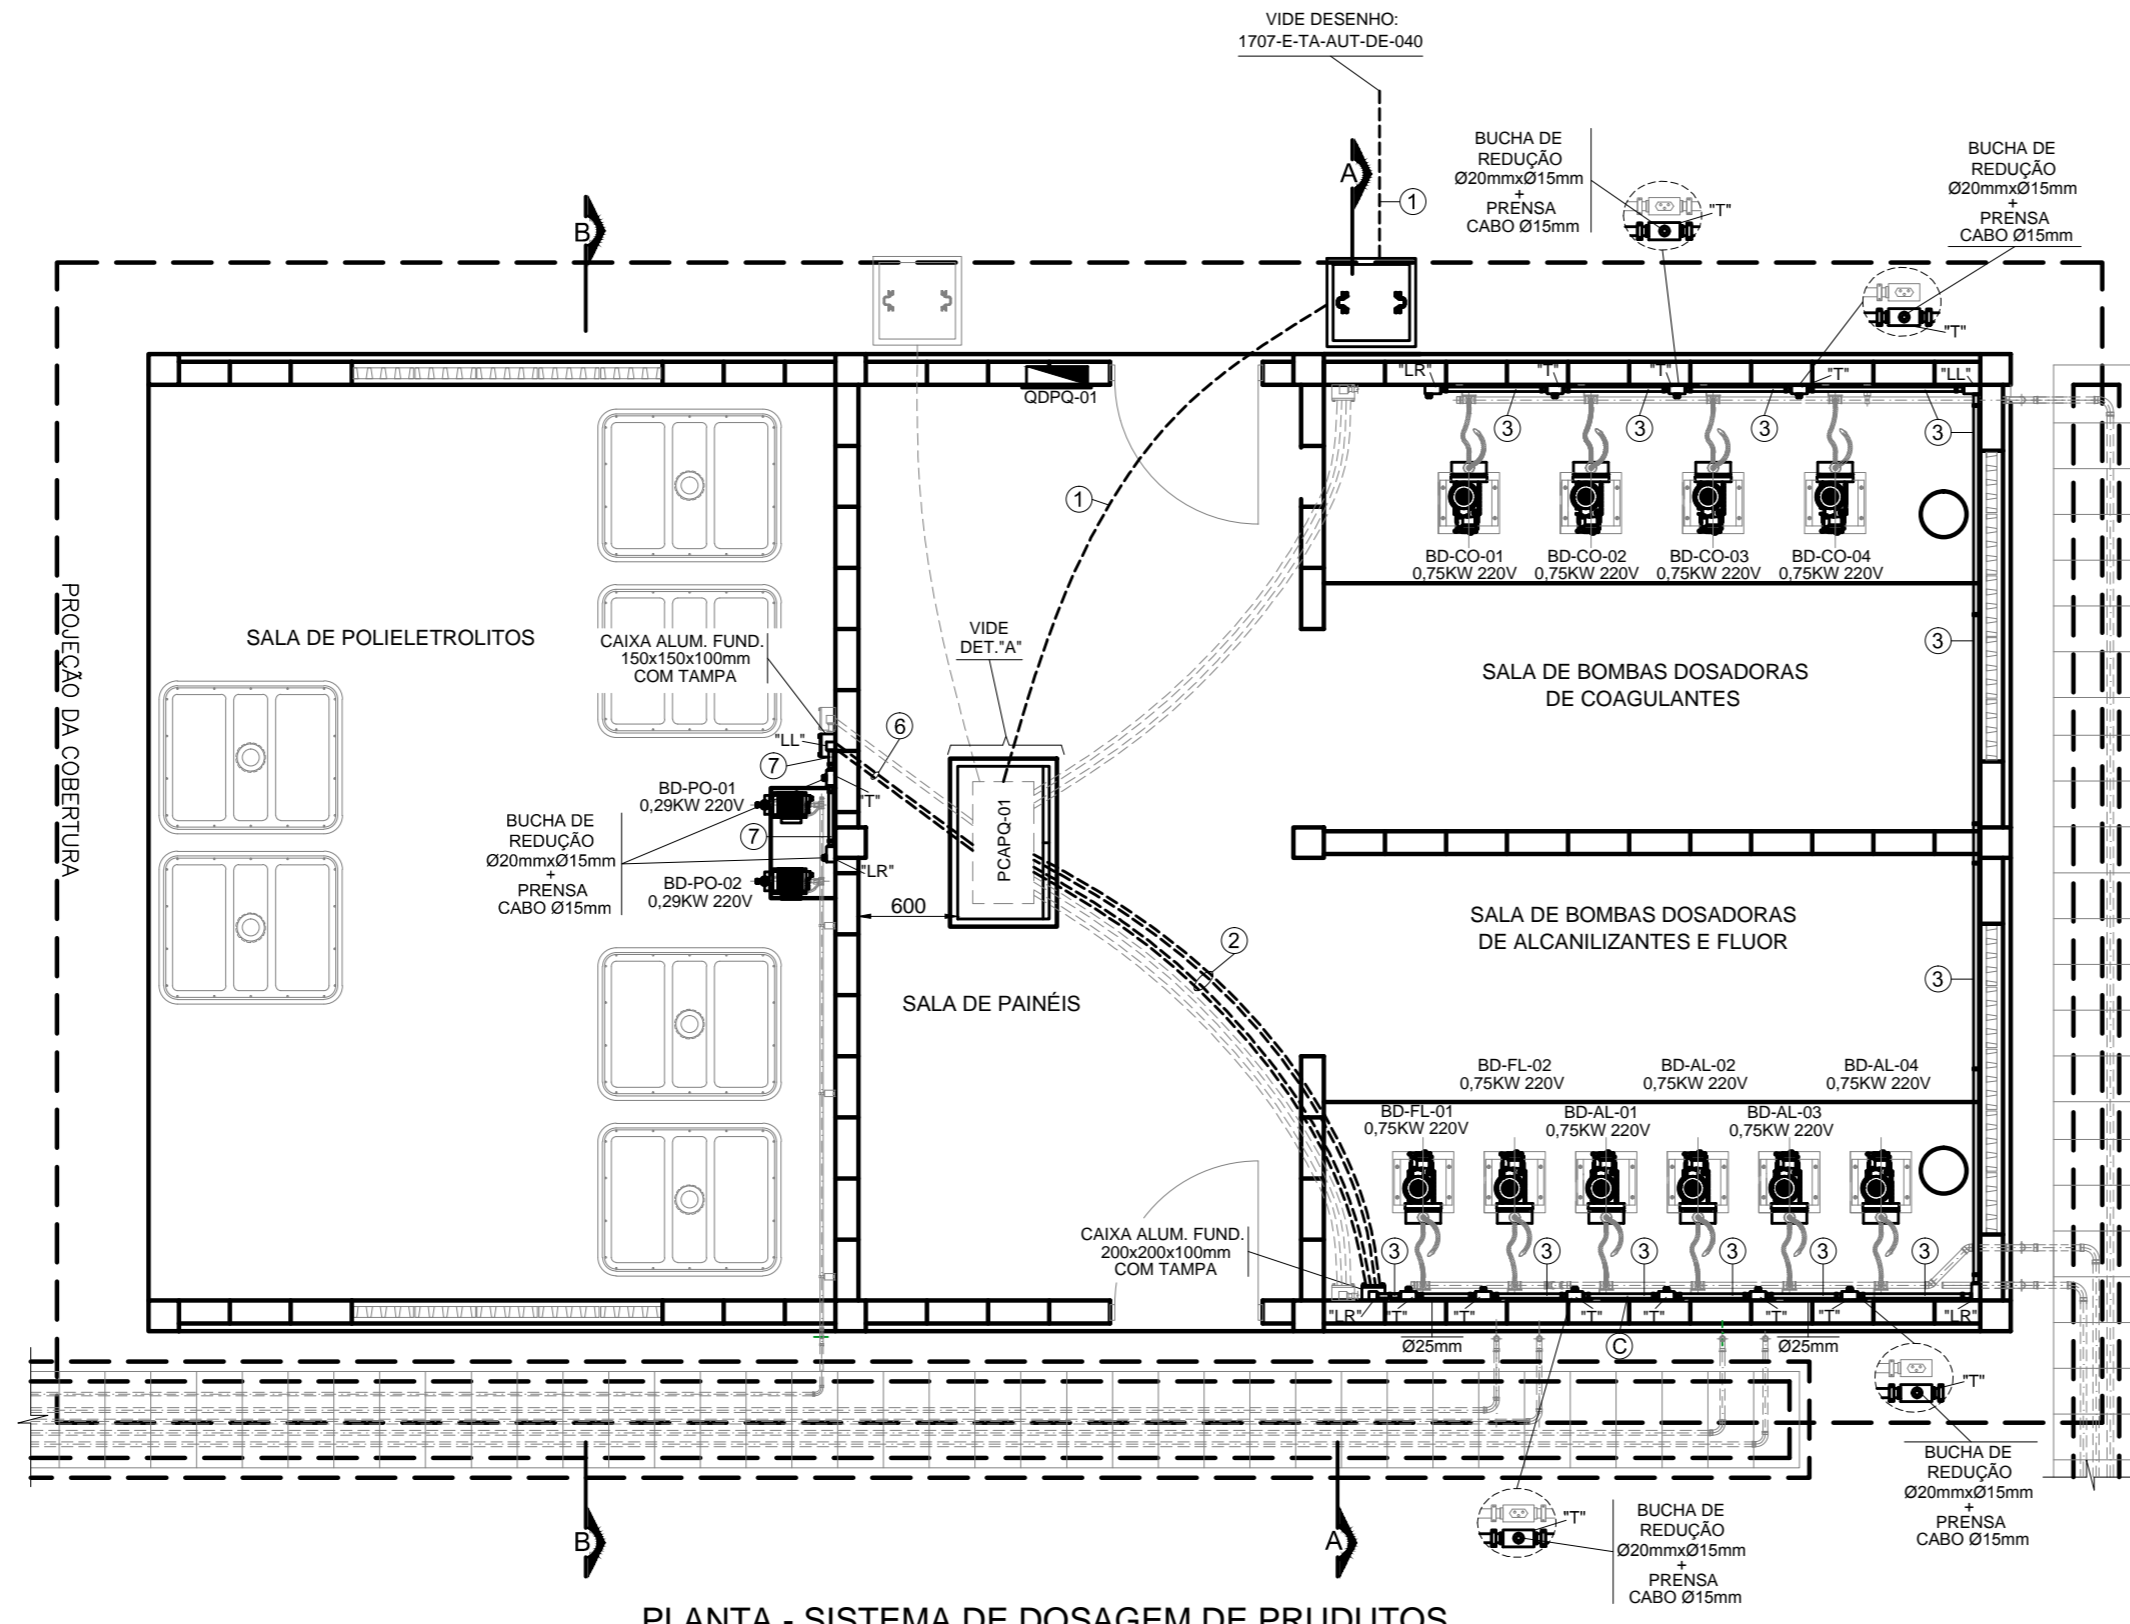 VIDE DESENHO:
1707-E-TA-AUT-DE-040
BUCHA DE
REDUÇÃO
Ø20mmxØ15mm
+
PRENSA
CABO Ø15mm
"T"
BUCHA DE
REDUÇÃO
Ø20mmxØ15mm
+
PRENSA
CABO Ø15mm
"T"
A
1
B
QDPQ-01
"LR"
"T"
"T"
"T"
"LL"
3
3
3
3
1
BD-CO-01
0,75KW 220V
BD-CO-02
0,75KW 220V
BD-CO-03
0,75KW 220V
BD-CO-04
0,75KW 220V
PROJEÇÃO DA COBERTURA
SALA DE POLIELETROLITOS
CAIXA ALUM. FUND.
150x150x100mm
COM TAMPA
VIDE
DET."A"
3
SALA DE BOMBAS DOSADORAS
DE COAGULANTES
6
"LL"
7
BD-PO-01
0,29KW 220V
"T"
PCAPQ-01
BUCHA DE
REDUÇÃO
Ø20mmxØ15mm
+
PRENSA
CABO Ø15mm
7
"LR"
BD-PO-02
0,29KW 220V
600
2
SALA DE BOMBAS DOSADORAS
DE ALCANILIZANTES E FLUOR
3
SALA DE PAINÉIS
BD-FL-02
0,75KW 220V
BD-AL-02
0,75KW 220V
BD-AL-04
0,75KW 220V
BD-FL-01
0,75KW 220V
BD-AL-01
0,75KW 220V
BD-AL-03
0,75KW 220V
CAIXA ALUM. FUND.
200x200x100mm
COM TAMPA
3
3
3
3
3
3
"LR"
"T"
"T"
"T"
"T"
"T"
"T"
"LR"
Ø25mm
C
Ø25mm
"T"
BUCHA DE
REDUÇÃO
Ø20mmxØ15mm
+
PRENSA
CABO Ø15mm
B
A
"T"
BUCHA DE
REDUÇÃO
Ø20mmxØ15mm
+
PRENSA
CABO Ø15mm
PLANTA - SISTEMA DE DOSAGEM DE PRUDUTOS